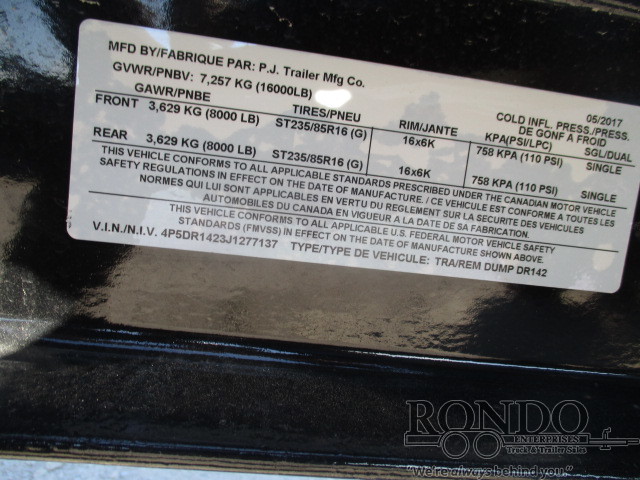 MFD BY/FABRIQUE PAR: P.J. Trailer Mfg Co. 05/2017
GVWR/PNBV: 7,257 KG (16000LB)
GAWR/PNBE TIRES/PNEU RIM/JANTE COLD INFL. PRESS./PRESS. DE GONF À FROID
KPA(PSI/LPC) SGL/DUAL
FRONT 3,629 KG (8000 LB) ST235/85R16 (G) 16x6K 758 KPA (110 PSI) SINGLE
REAR 3,629 KG (8000 LB) ST235/85R16 (G) 16x6K 758 KPA (110 PSI) SINGLE
THIS VEHICLE CONFORMS TO ALL APPLICABLE STANDARDS PRESCRIBED UNDER THE CANADIAN MOTOR VEHICLE
SAFETY REGULATIONS IN EFFECT ON THE DATE OF MANUFACTURE. / CE VEHICULE EST CONFORME A TOUTES LES
NORMES QUI LUI SONT APPLICABLES EN VERTU DU REGLEMENT SUR LA SECURITE DES VEHICULES
AUTOMOBILES DU CANADA EN VIGUEUR A LA DATE DE SA FABRICATION.
THIS VEHICLE CONFORMS TO ALL APPLICABLE U.S. FEDERAL MOTOR VEHICLE SAFETY
STANDARDS (FMVSS) IN EFFECT ON THE DATE OF MANUFACTURE SHOWN ABOVE.
V.I.N./N.I.V. 4P5DR1423J1277137 TYPE/TYPE DE VEHICULE: TRA/REM DUMP DR142
RONDO
ENTERPRISES
Truck & Trailer Sales
"We're always behind you."